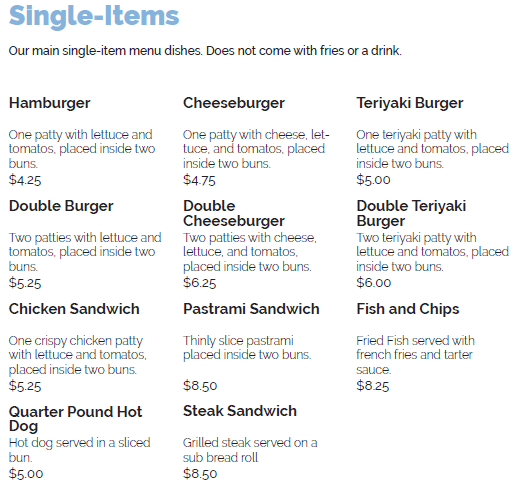 Single-Items
Our main single-item menu dishes. Does not come with fries or a drink.
Hamburger
One patty with lettuce and
tomatos, placed inside two
buns.
$4.25
Cheeseburger
One patty with cheese, let-
tuce, and tomatos, placed
inside two buns.
$4.75
Teriyaki Burger
One teriyaki patty with
lettuce and tomatos, placed
inside two buns.
$5.00
Double Burger
Two patties with lettuce and
tomatos, placed inside two
buns.
$5.25
Double
Cheeseburger
Two patties with cheese,
lettuce, and tomatos,
placed inside two buns.
$6.25
Double Teriyaki
Burger
Two teriyaki patty with
lettuce and tomatos, placed
inside two buns.
$6.00
Chicken Sandwich
One crispy chicken patty
with lettuce and tomatos,
placed inside two buns.
$5.25
Pastrami Sandwich
Thinly slice pastrami
placed inside two buns.
$8.50
Fish and Chips
Fried Fish served with
french fries and tarter
sauce.
$8.25
Quarter Pound Hot
Dog
Hot dog served in a sliced
bun.
$5.00
Steak Sandwich
Grilled steak served on a
sub bread roll
$8.50